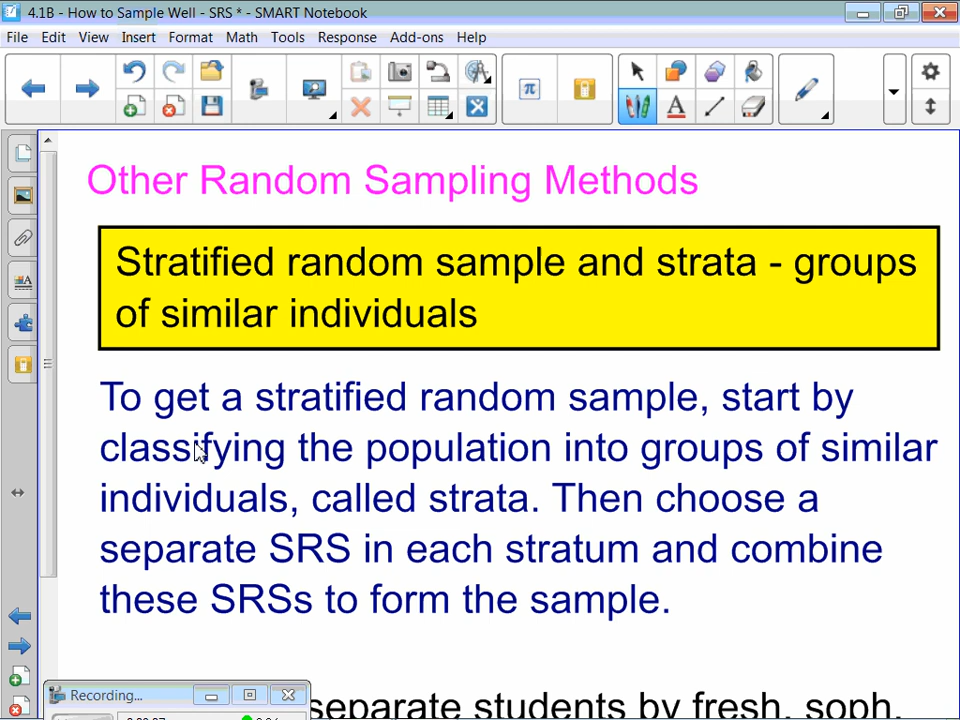 4.1B - How to Sample Well - SRS * - SMART Notebook
File Edit View Insert Format Math Tools Response Add-ons Help
Other Random Sampling Methods
Stratified random sample and strata - groups
of similar individuals
To get a stratified random sample, start by
classifying the population into groups of similar
individuals, called strata. Then choose a
separate SRS in each stratum and combine
these SRSs to form the sample.
Recording...
separate students by fresh, soph,